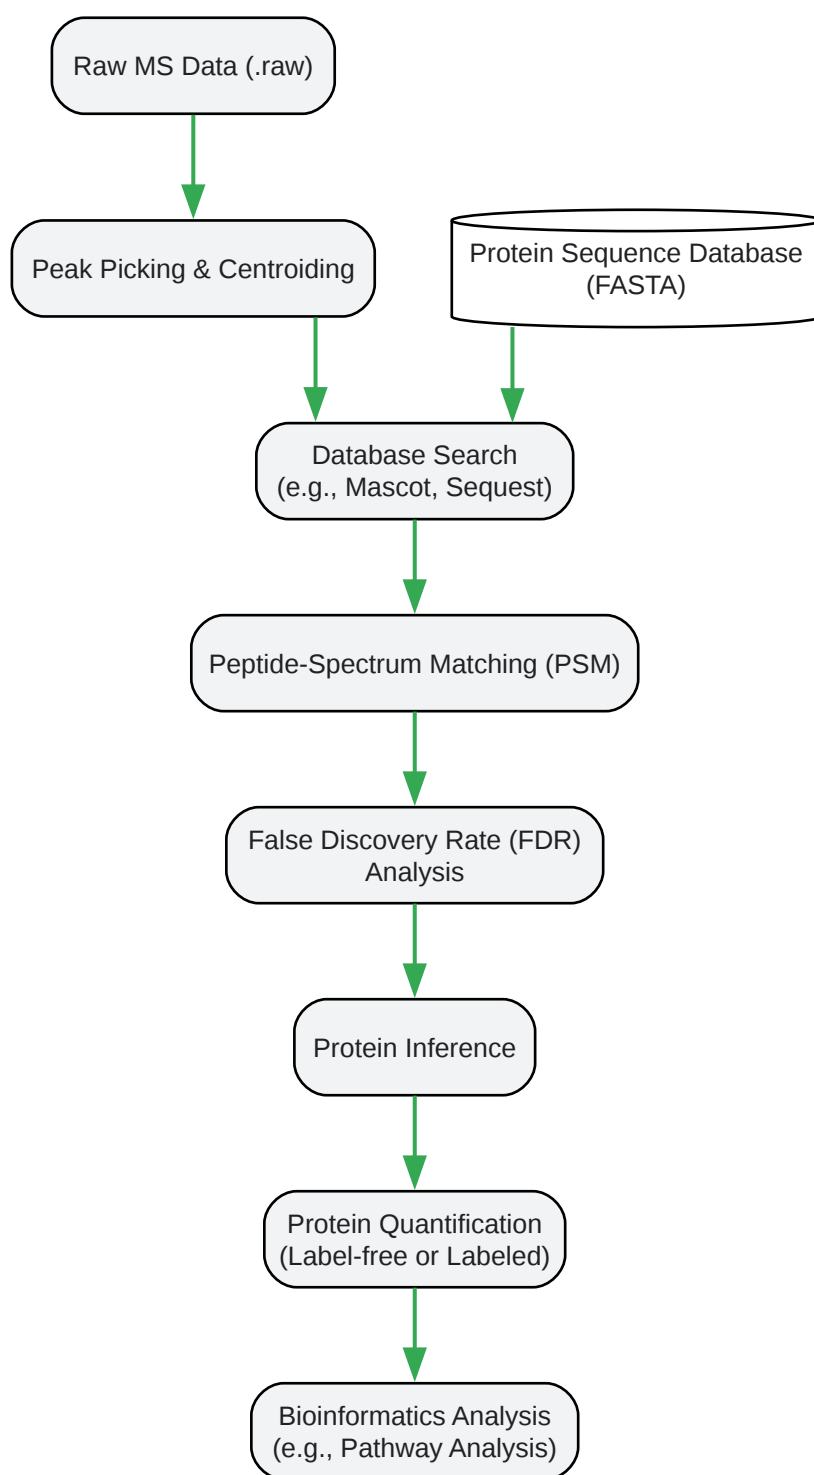 Raw MS Data (.raw)
Peak Picking & Centroiding
Protein Sequence Database
(FASTA)
Database Search
(e.g., Mascot, Sequest)
Peptide-Spectrum Matching (PSM)
False Discovery Rate (FDR)
Analysis
Protein Inference
Protein Quantification
(Label-free or Labeled)
Bioinformatics Analysis
(e.g., Pathway Analysis)